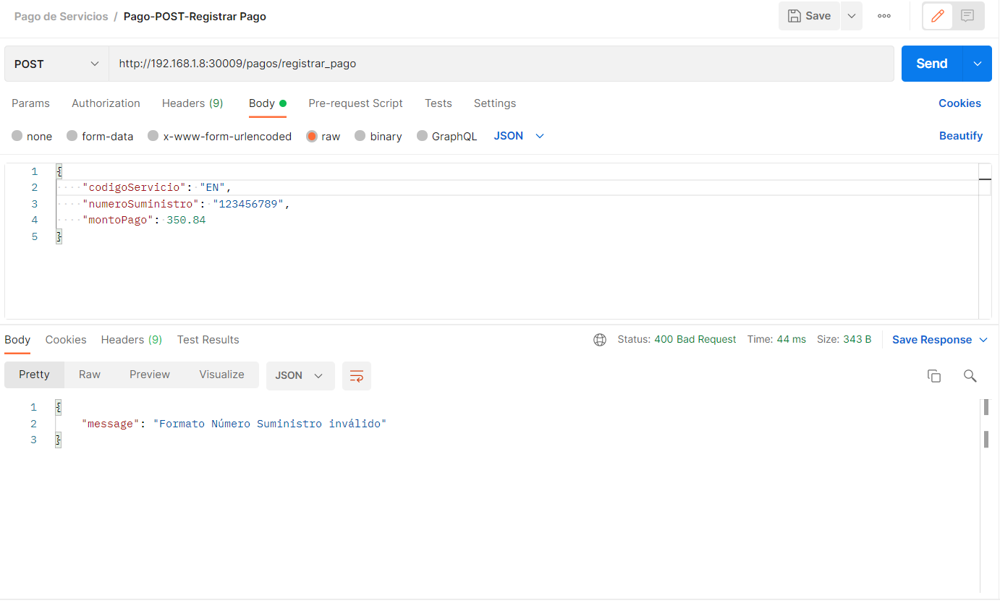 Pago de Servicios / Pago-POST-Registrar Pago
Save
POST
http://192.168.1.8:30009/pagos/registrar_pago
Send
Params Authorization Headers (9) Body Pre-request Script Tests Settings Cookies
none form-data x-www-form-urlencoded raw binary GraphQL JSON Beautify
1 {
2 "codigoServicio": "EN",
3 "numeroSuministro": "123456789",
4 "montoPago": 350.84
5 }
Body Cookies Headers (9) Test Results Status: 400 Bad Request Time: 44 ms Size: 343 B Save Response
Pretty Raw Preview Visualize JSON
1 {
2 "message": "Formato Número Suministro inválido"
3 }